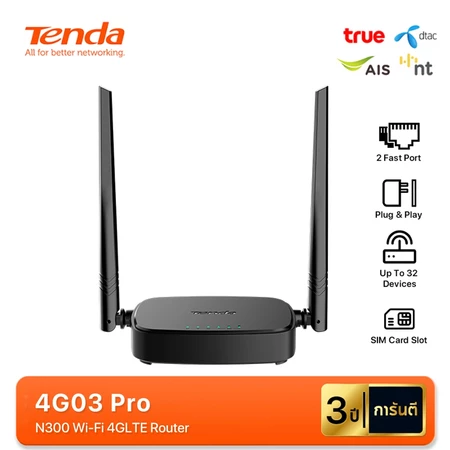 Tenda
All for better networking.
true
dtac
AIS
nt
2 Fast Port
Plug & Play
Up To 32
Devices
SIM Card Slot
Tenda
4G03 Pro
N300 Wi-Fi 4GLTE Router
3 ปี
การันตี